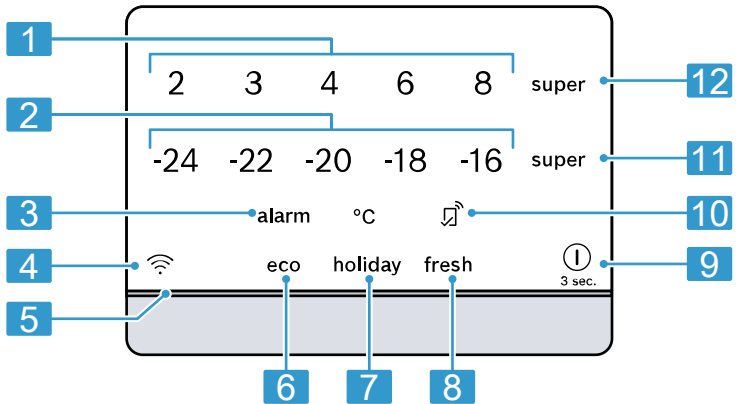 1
2 3 4 6 8 super 12
2
-24 -22 -20 -18 -16 super 11
3 alarm °C 10
4 eco holiday fresh 9
3 sec.
5
6 7 8